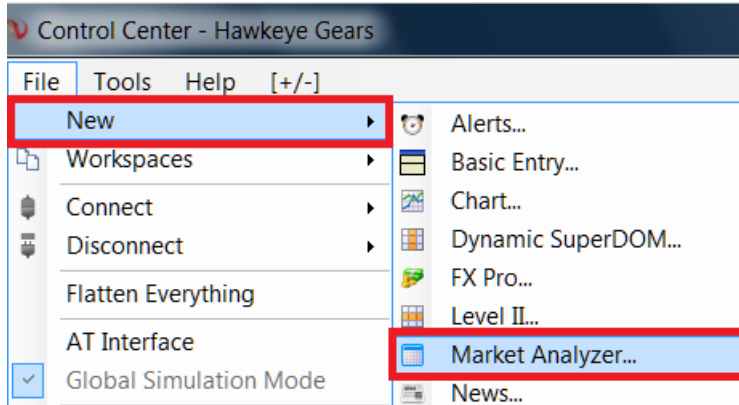 Control Center - Hawkeye Gears
File Tools Help [+/-]
New
Workspaces
Connect
Disconnect
Flatten Everything
AT Interface
Global Simulation Mode
Alerts...
Basic Entry...
Chart...
Dynamic SuperDOM...
FX Pro...
Level II...
Market Analyzer...
News...